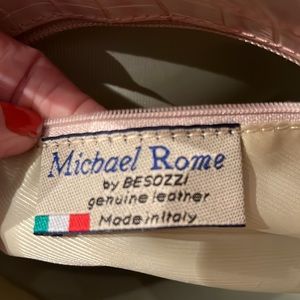 Michael Rome
by BESOZZI
genuine leather
Made in Italy